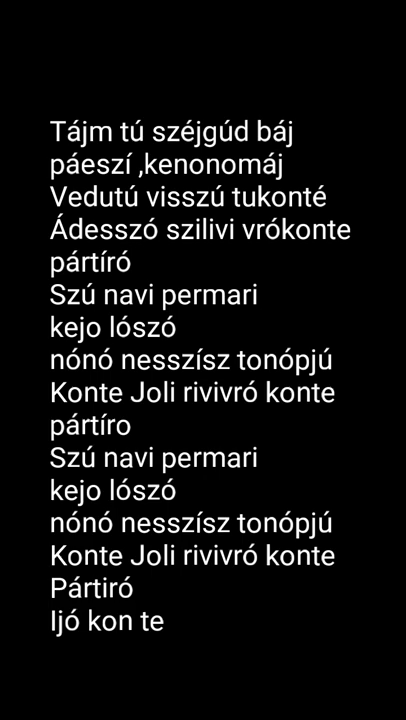 Tájm tú széjgúd báj
páeszí ,kenonomáj
Vedutú visszú tukonté
Ádesszó szilivi vrókonte
pártíró
Szú navi permari
kejo lószó
nónó nesszísz tonópjú
Konte Joli rivivró konte
pártíro
Szú navi permari
kejo lószó
nónó nesszísz tonópjú
Konte Joli rivivró konte
Pártiró
Ijó kon te